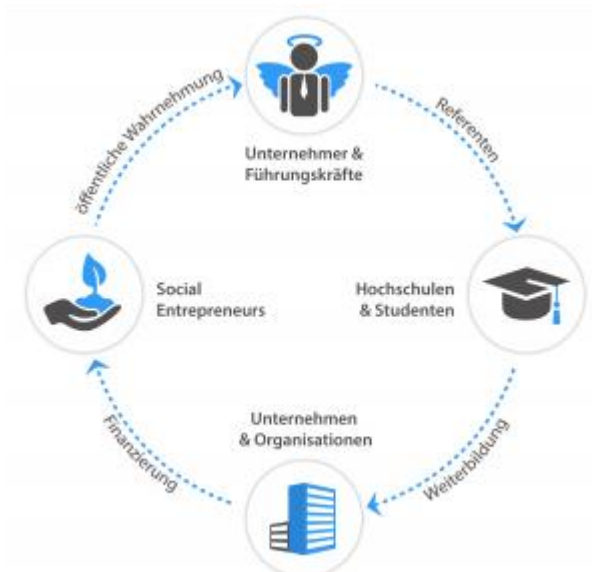 öffentliche Wahrnehmung
Referenten
Unternehmer &
Führungskräfte
Social
Entrepreneurs
Hochschulen
& Studenten
Unternehmen
& Organisationen
Finanzierung
Weiterbildung